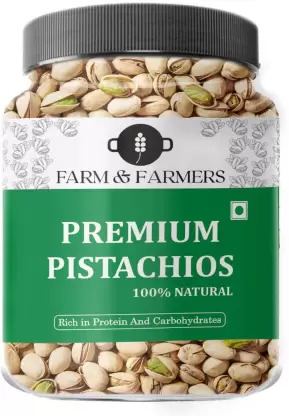 FARM & FARMERS
PREMIUM
PISTACHIOS
100% NATURAL
Rich in Protein And Carbohydrates